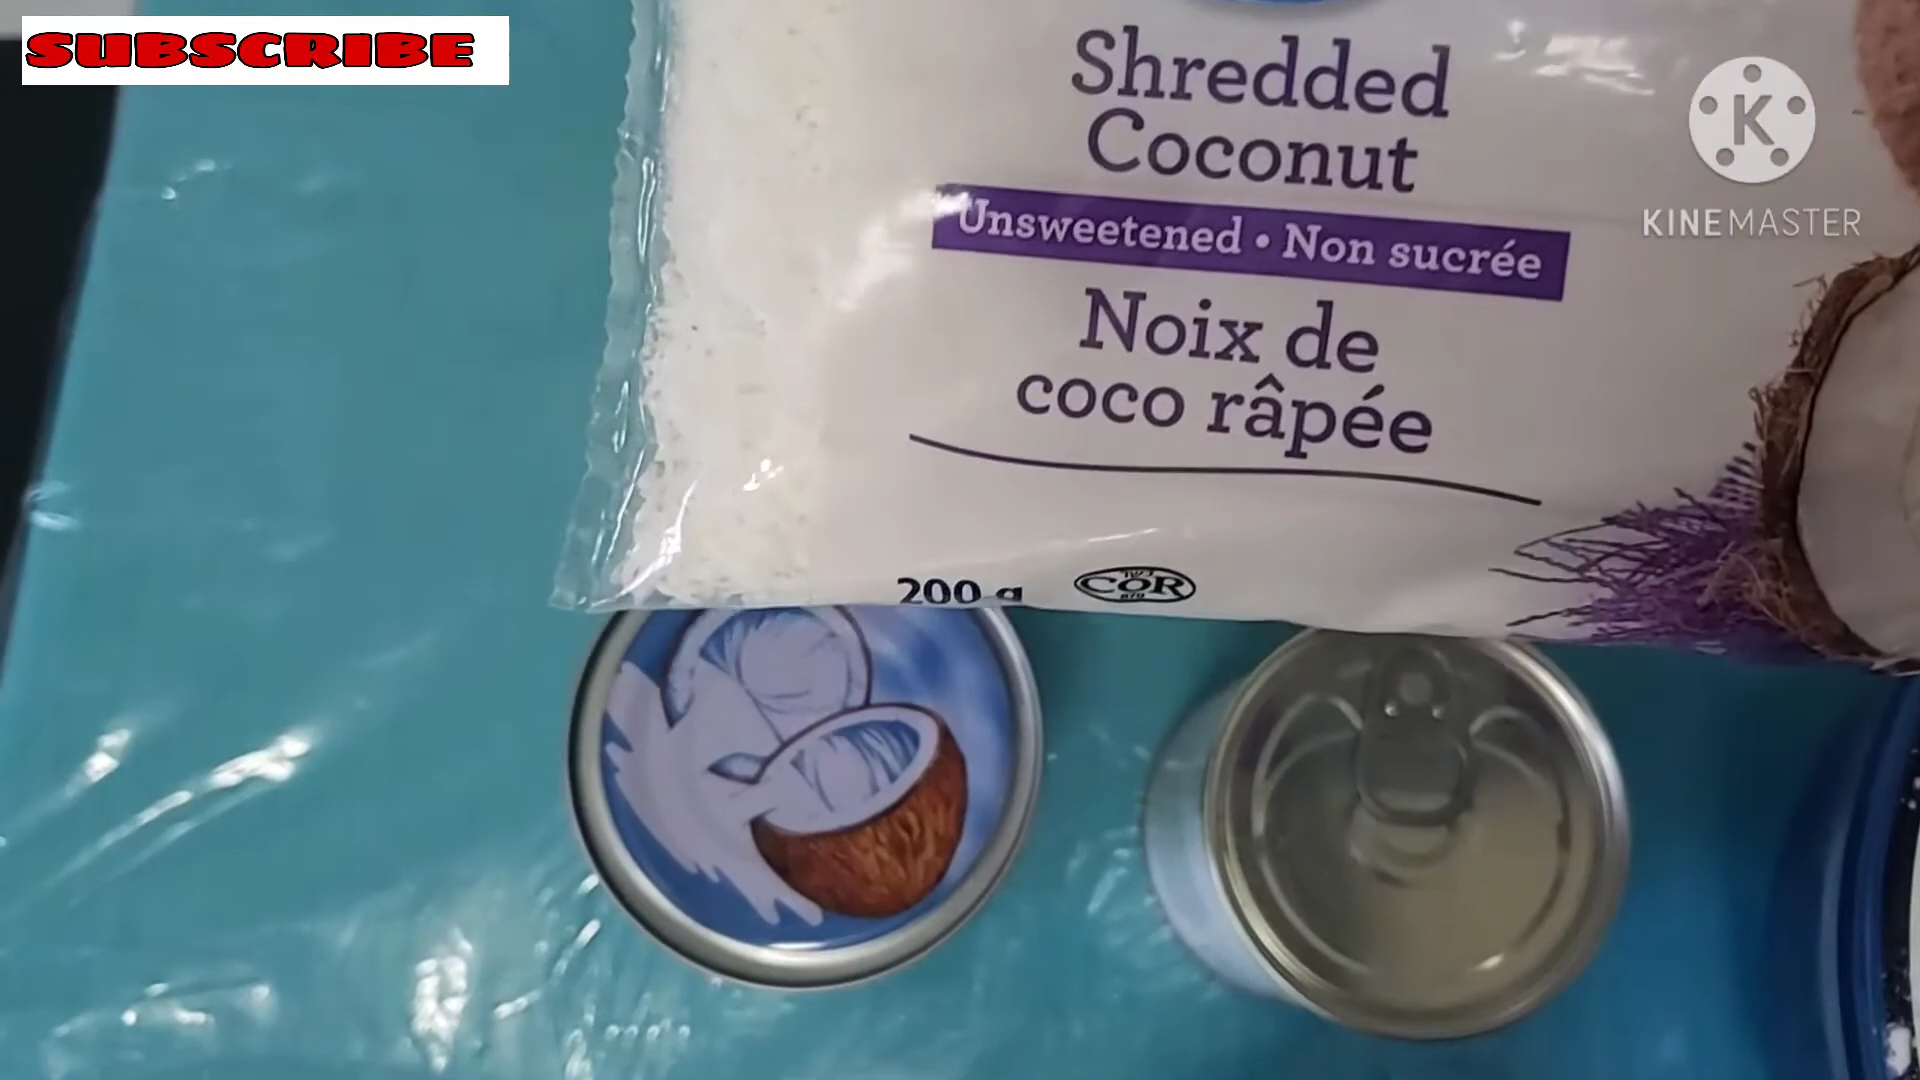 SUBSCRIBE
Shredded
Coconut
Unsweetened • Non sucrée
Noix de
coco râpée
200 g
COR
K
KINEMASTER